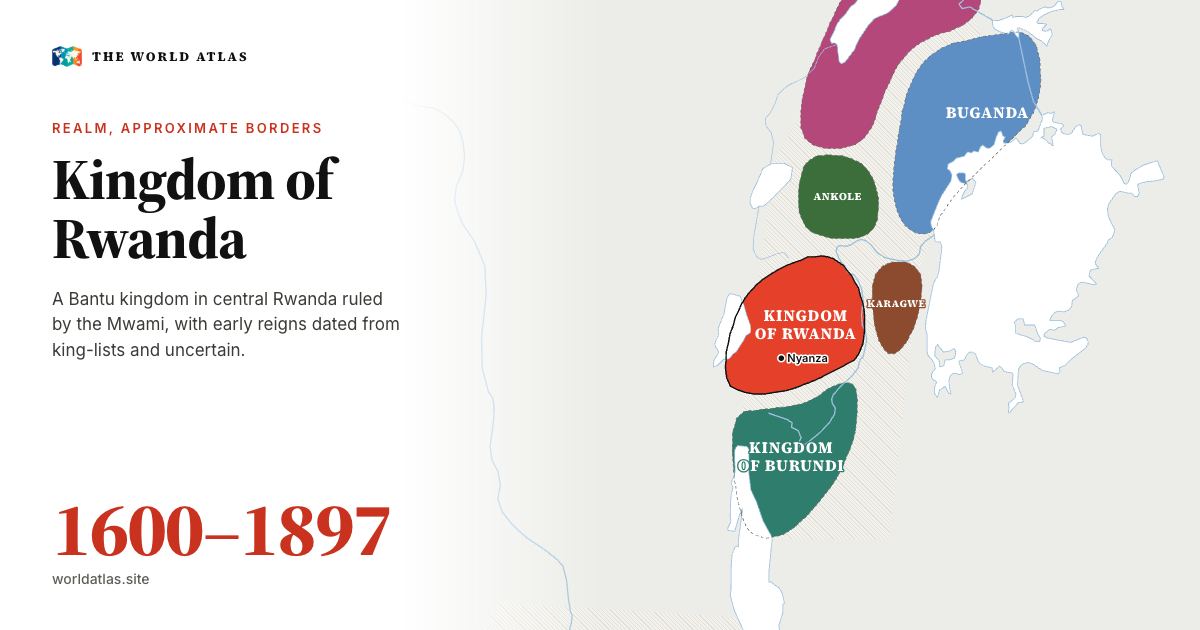 THE WORLD ATLAS
REALM, APPROXIMATE BORDERS
Kingdom of
Rwanda
A Bantu kingdom in central Rwanda ruled
by the Mwami, with early reigns dated from
king-lists and uncertain.
1600–1897
worldatlas.site
BUGANDA
ANKOLE
KARAGWE
KINGDOM
OF RWANDA
Nyanza
KINGDOM
OF BURUNDI